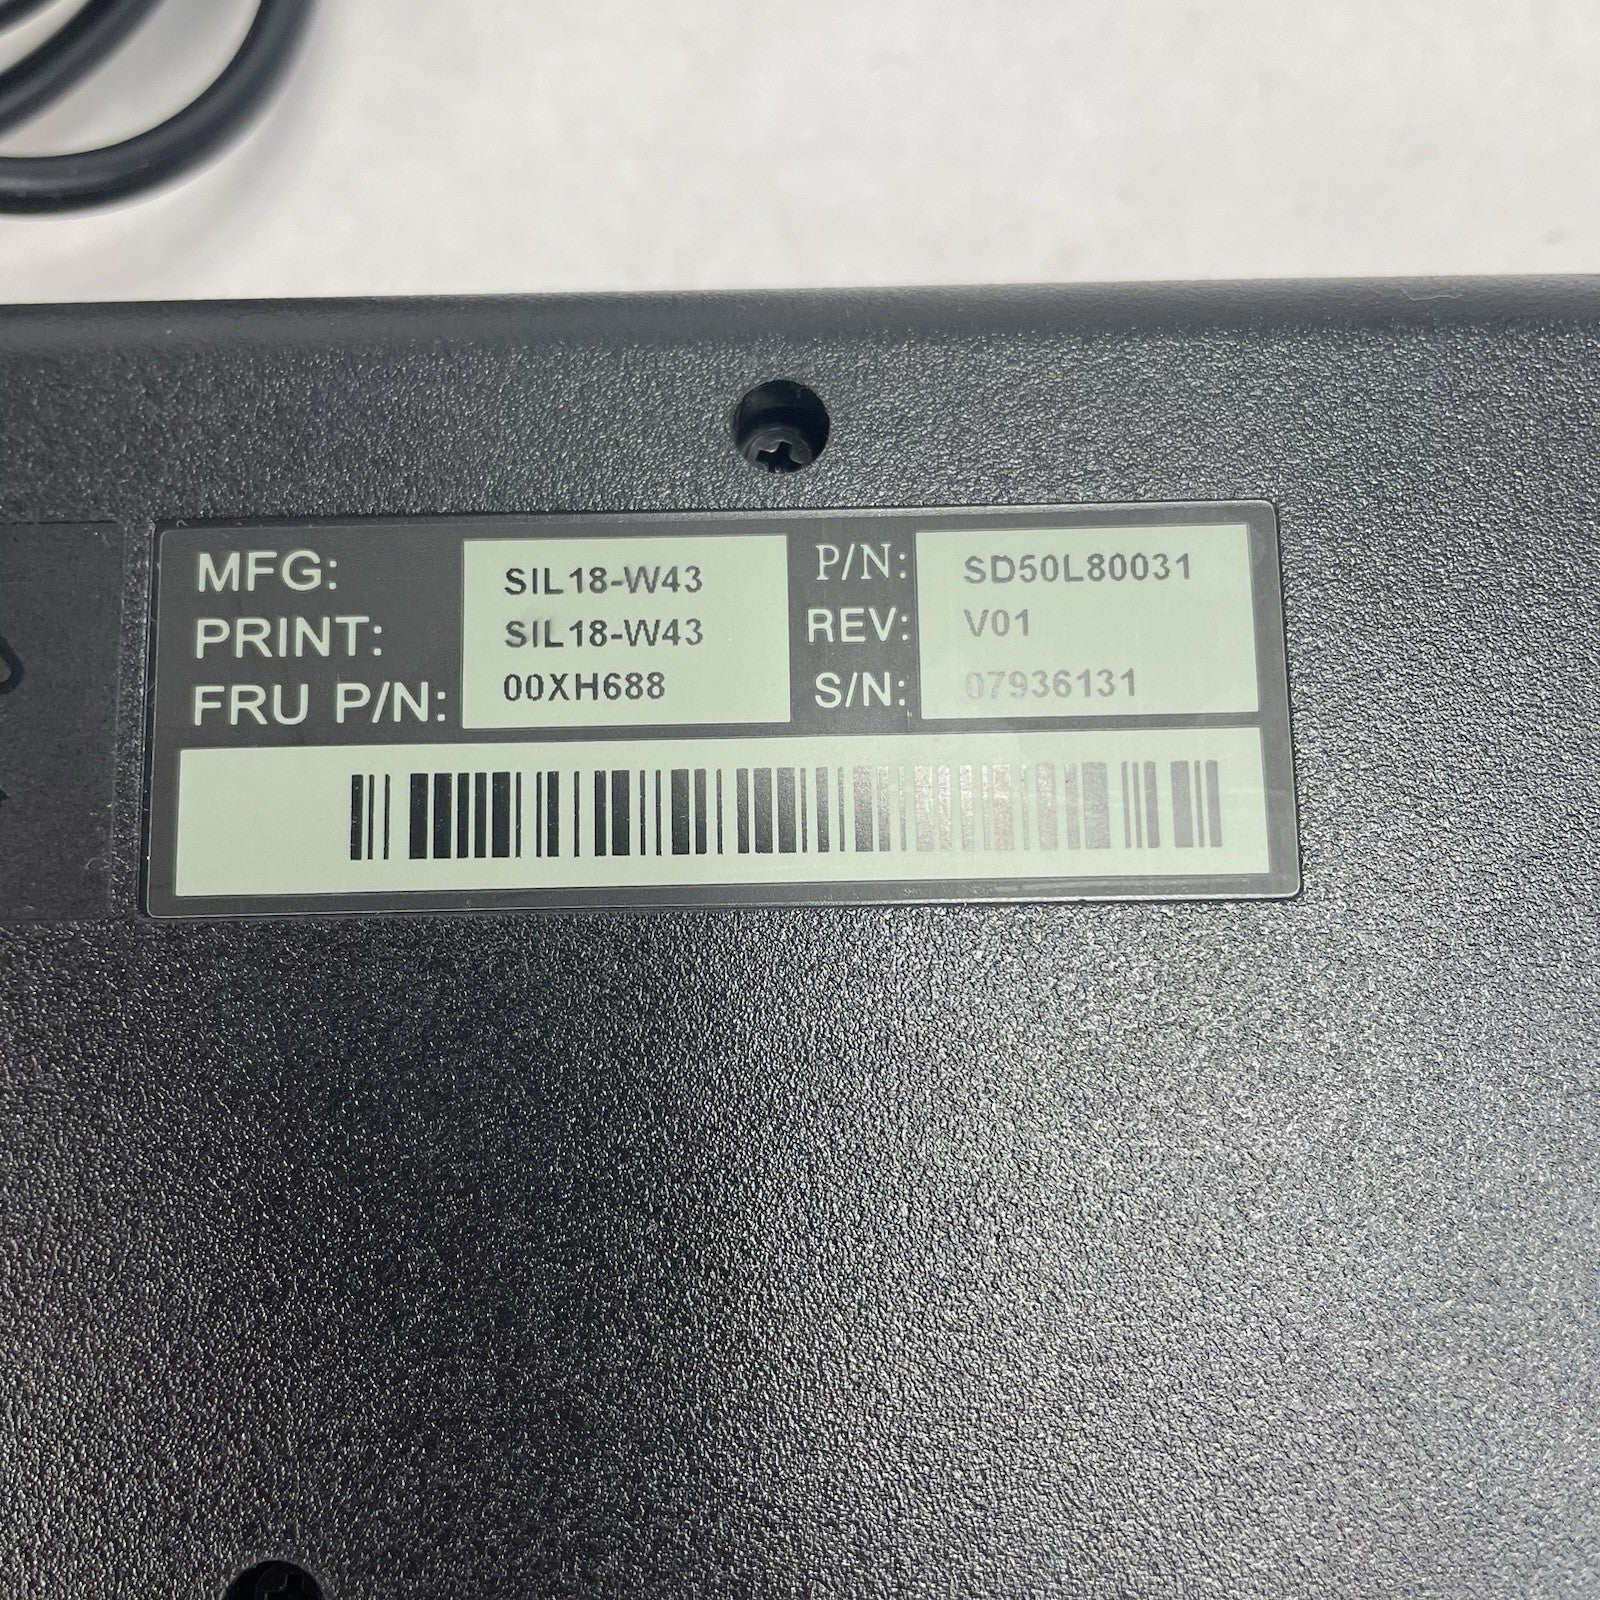 MFG: SIL18-W43 P/N: SD50L80031
PRINT: SIL18-W43 REV: V01
FRU P/N: 00XH688 S/N: 07936131